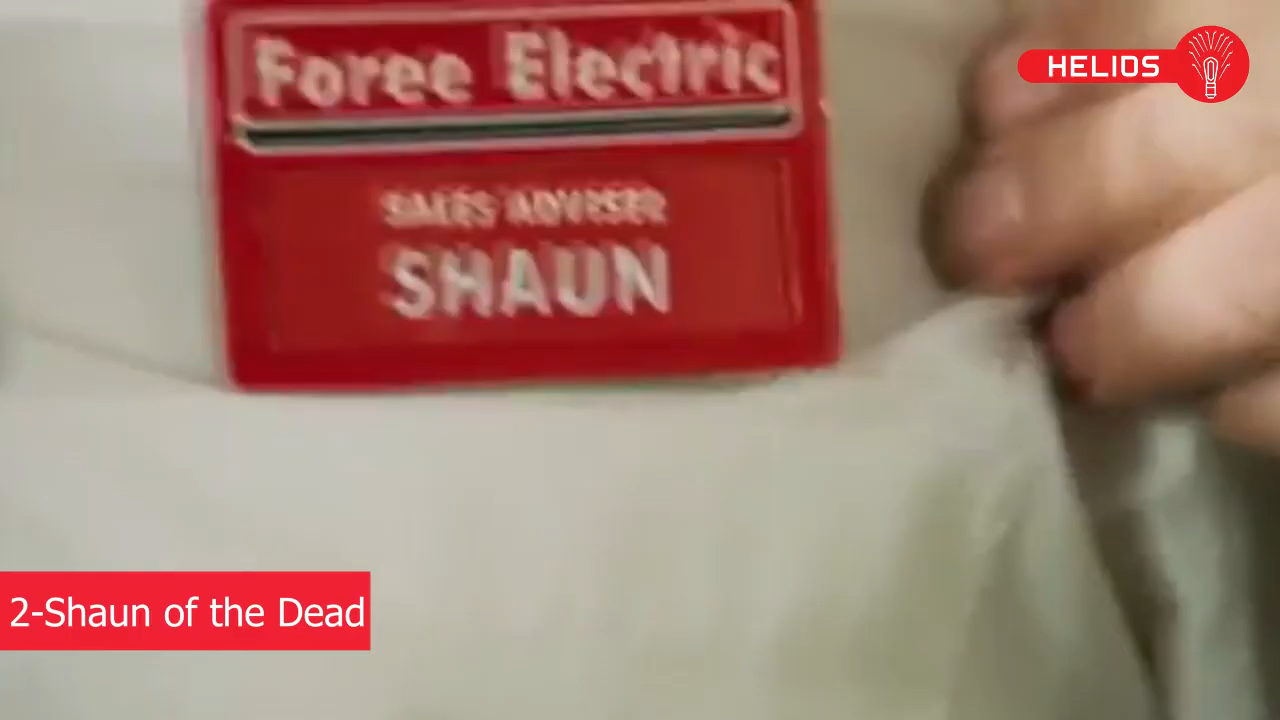 Foree Electric
HELIOS
SALES ADVISER
SHAUN
2-Shaun of the Dead